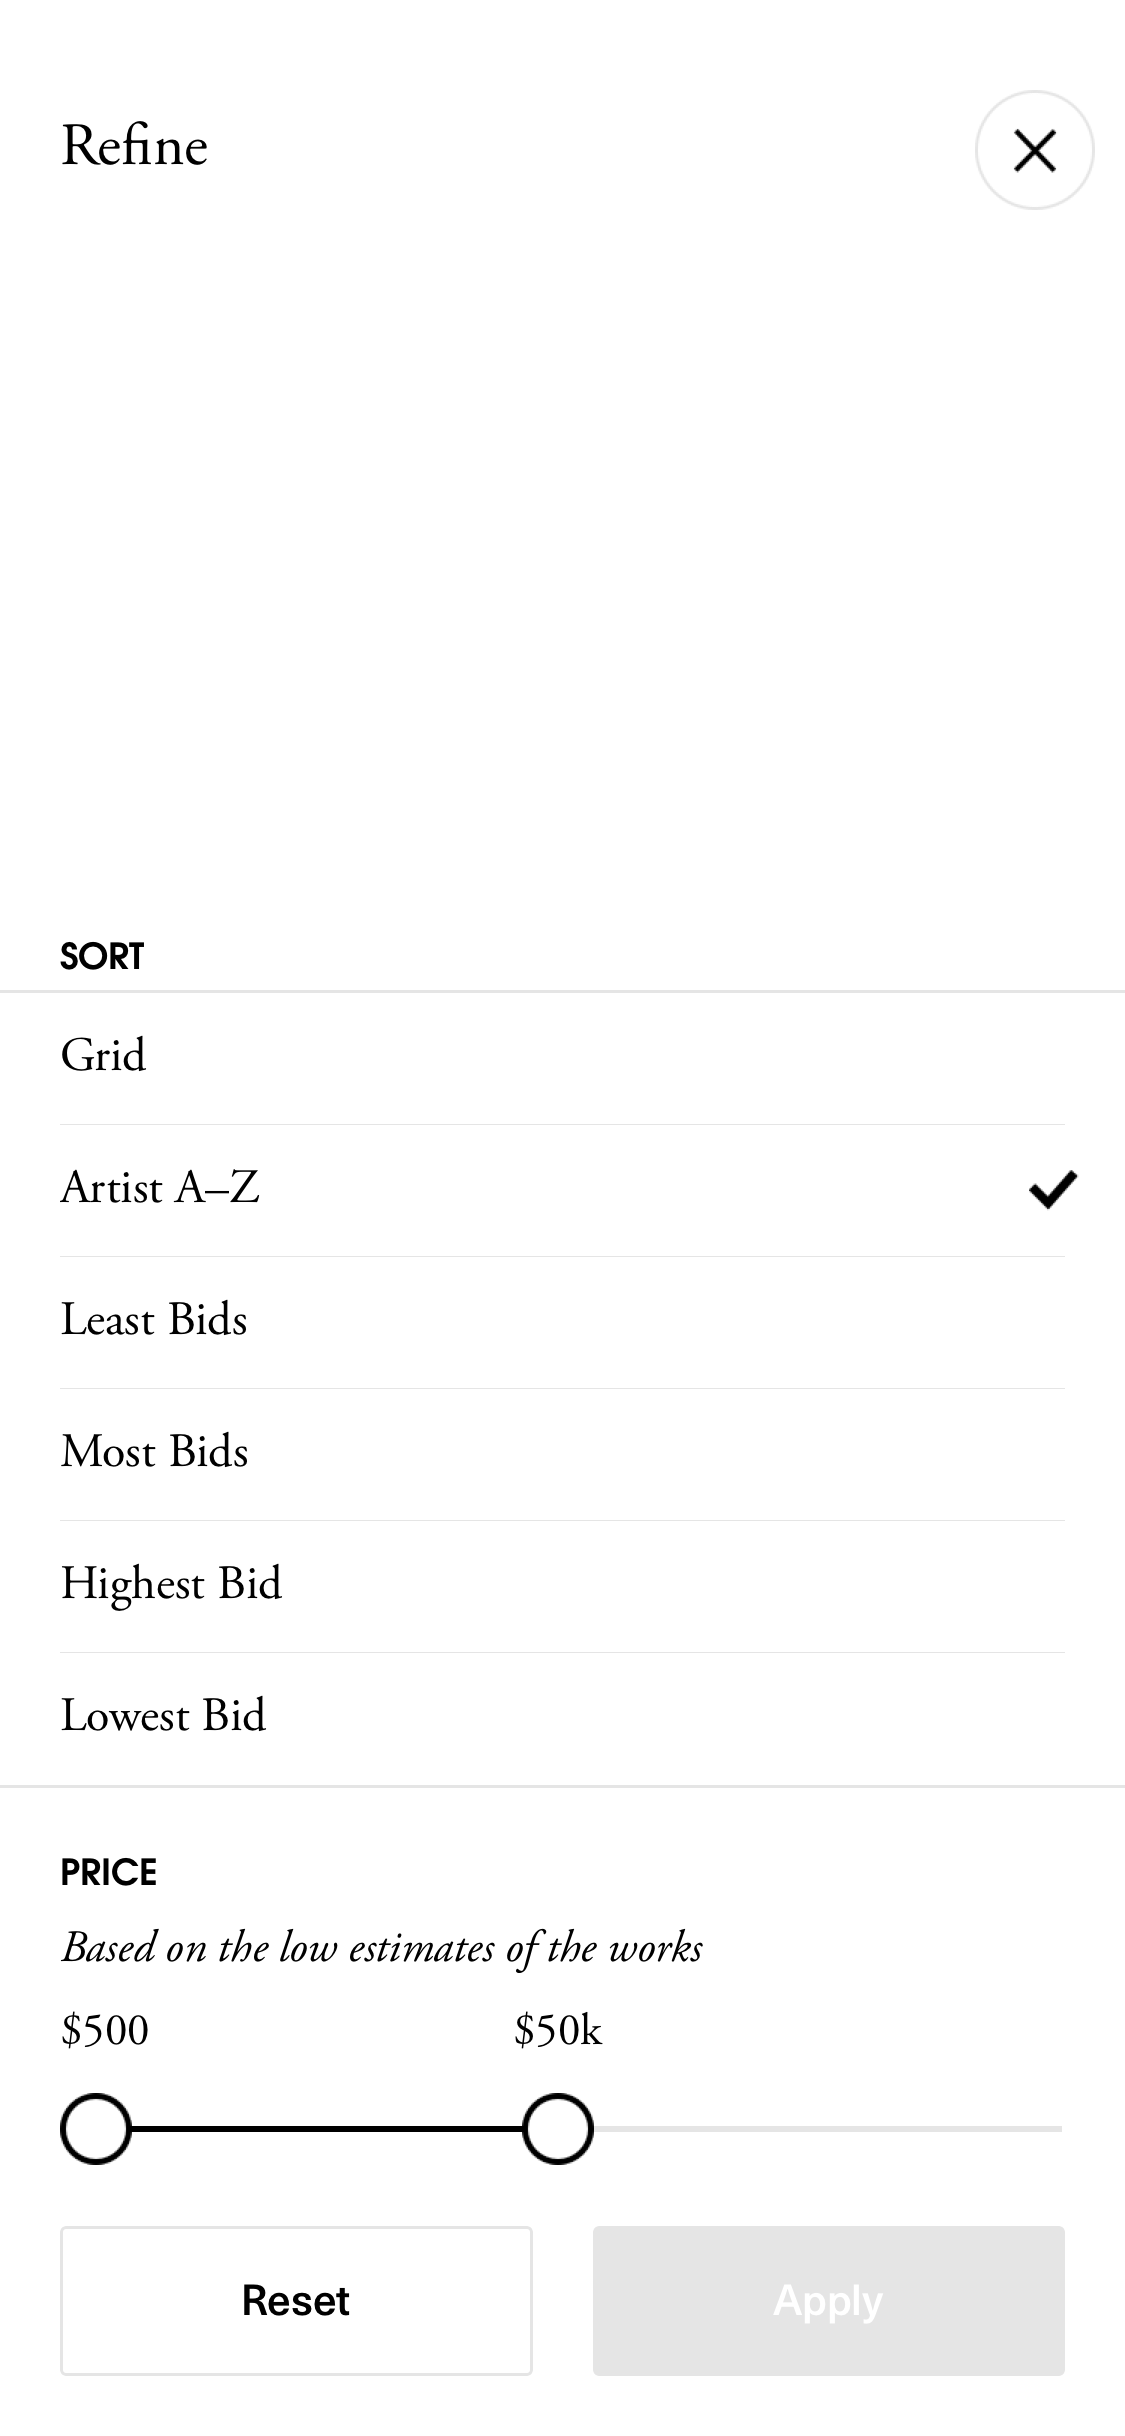 Refine
SORT
Grid
Artist A–Z
Least Bids
Most Bids
Highest Bid
Lowest Bid
PRICE
Based on the low estimates of the works
$500 $50k
Reset Apply